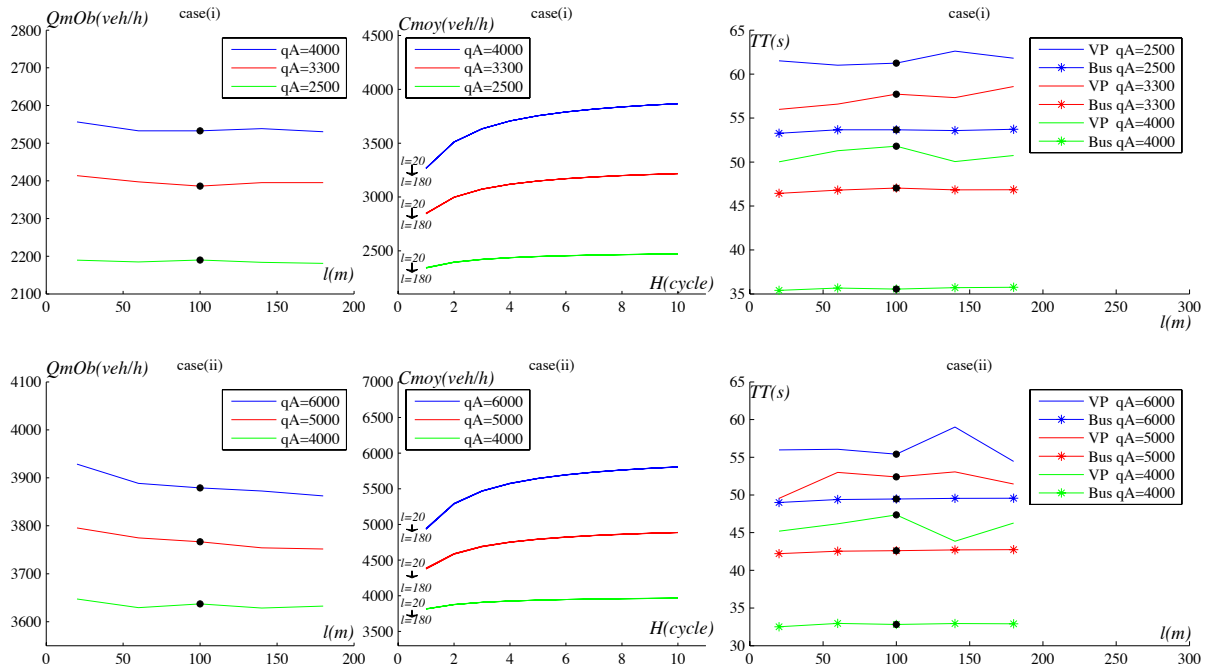 QmOb(veh/h)
case(i)
2800
2700
2600
2500
2400
2300
2200
2100
0
50
100
150
200
l(m)
qA=4000
qA=3300
qA=2500
Cmoy(veh/h)
case(i)
4500
4000
3500
3000
2500
0
2
4
6
8
10
H(cycle)
qA=4000
qA=3300
qA=2500
l=20
l=180
l=20
l=180
l=20
l=180
case(i)
TT(s)
65
60
55
50
45
40
35
0
50
100
150
200
250
300
l(m)
VP qA=2500
Bus qA=2500
VP qA=3300
Bus qA=3300
VP qA=4000
Bus qA=4000
QmOb(veh/h)
case(ii)
4100
4000
3900
3800
3700
3600
0
50
100
150
200
l(m)
qA=6000
qA=5000
qA=4000
Cmoy(veh/h)
case(ii)
7000
6500
6000
5500
5000
4500
4000
3500
0
2
4
6
8
10
H(cycle)
qA=6000
qA=5000
qA=4000
l=20
l=180
l=20
l=180
l=20
l=180
case(ii)
TT(s)
65
60
55
50
45
40
35
30
0
50
100
150
200
250
300
l(m)
VP qA=6000
Bus qA=6000
VP qA=5000
Bus qA=5000
VP qA=4000
Bus qA=4000